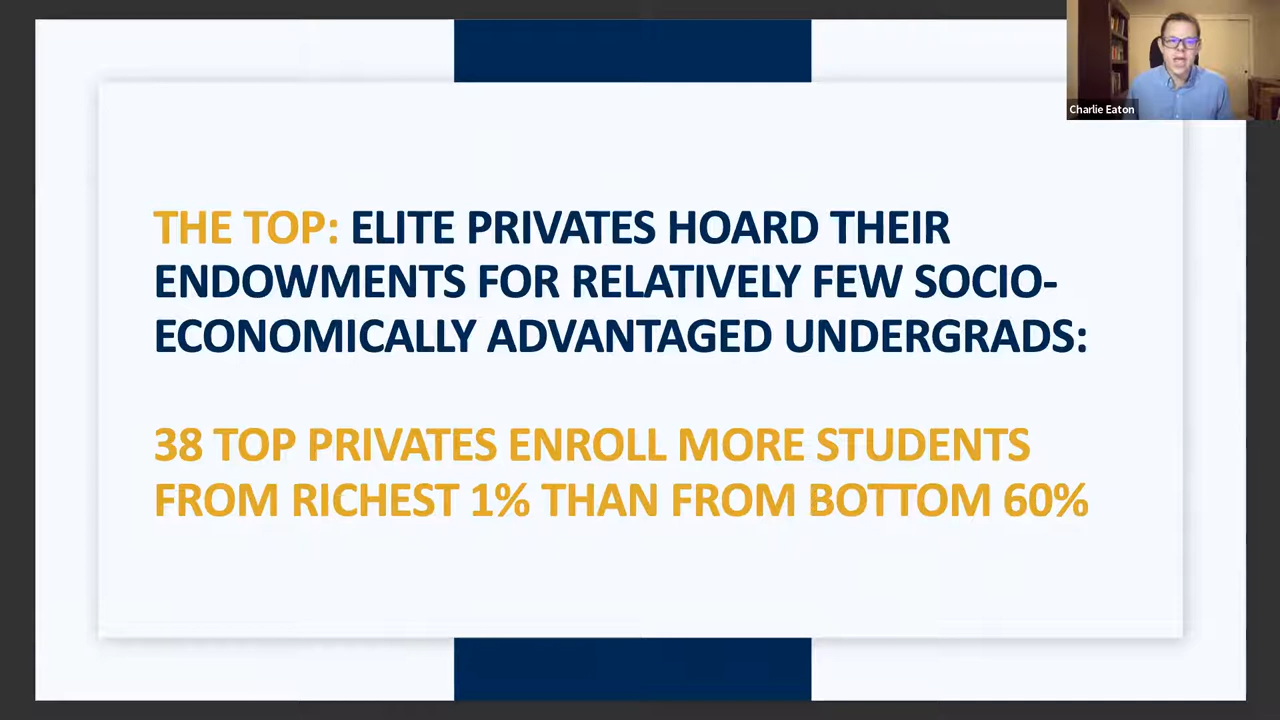 Charlie Eaton
THE TOP: ELITE PRIVATES HOARD THEIR
ENDOWMENTS FOR RELATIVELY FEW SOCIO-
ECONOMICALLY ADVANTAGED UNDERGRADS:
38 TOP PRIVATES ENROLL MORE STUDENTS
FROM RICHEST 1% THAN FROM BOTTOM 60%